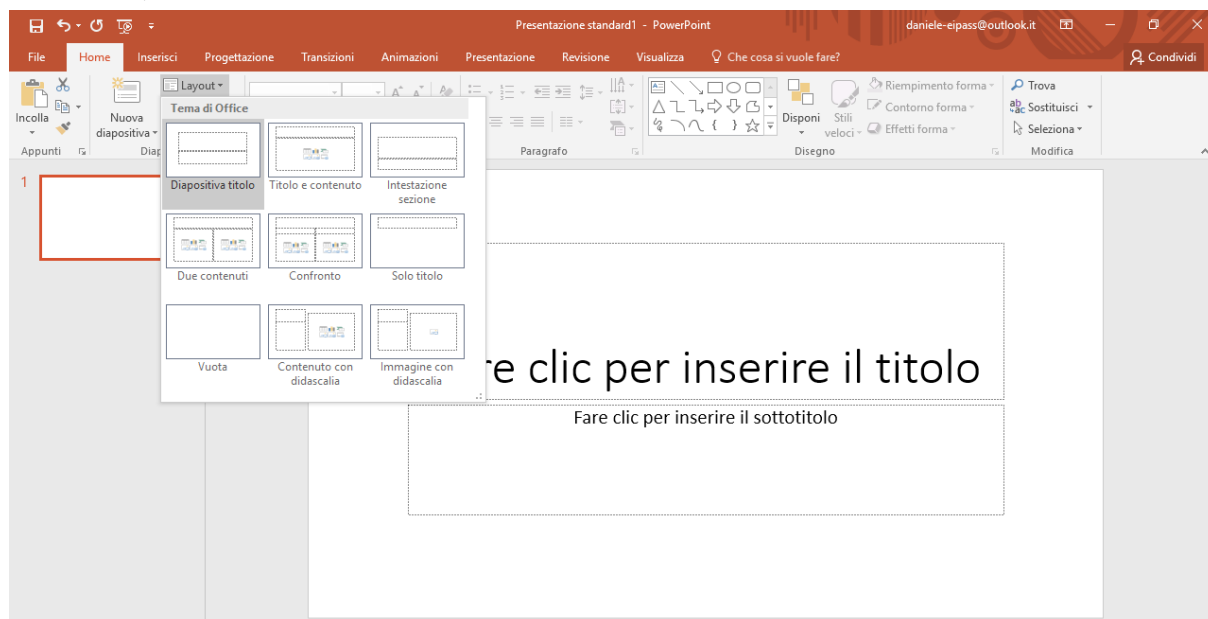 Presentazione standard1 - PowerPoint
daniele-eipass@outlook.it
File Home Inserisci Progettazione Transizioni Animazioni Presentazione Revisione Visualizza Che cosa si vuole fare? Condividi
Layout
Incolla
Nuova
diapositiva
Disponi
Stili
veloci
Riempimento forma
Contorno forma
Effetti forma
Trova
Sostituisci
Seleziona
Appunti
Diap
Paragrafo
Disegno
Modifica
Tema di Office
Diapositiva titolo
Titolo e contenuto
Intestazione
sezione
Due contenuti
Confronto
Solo titolo
Vuota
Contenuto con
didascalia
Immagine con
didascalia
1
re clic per inserire il titolo
Fare clic per inserire il sottotitolo